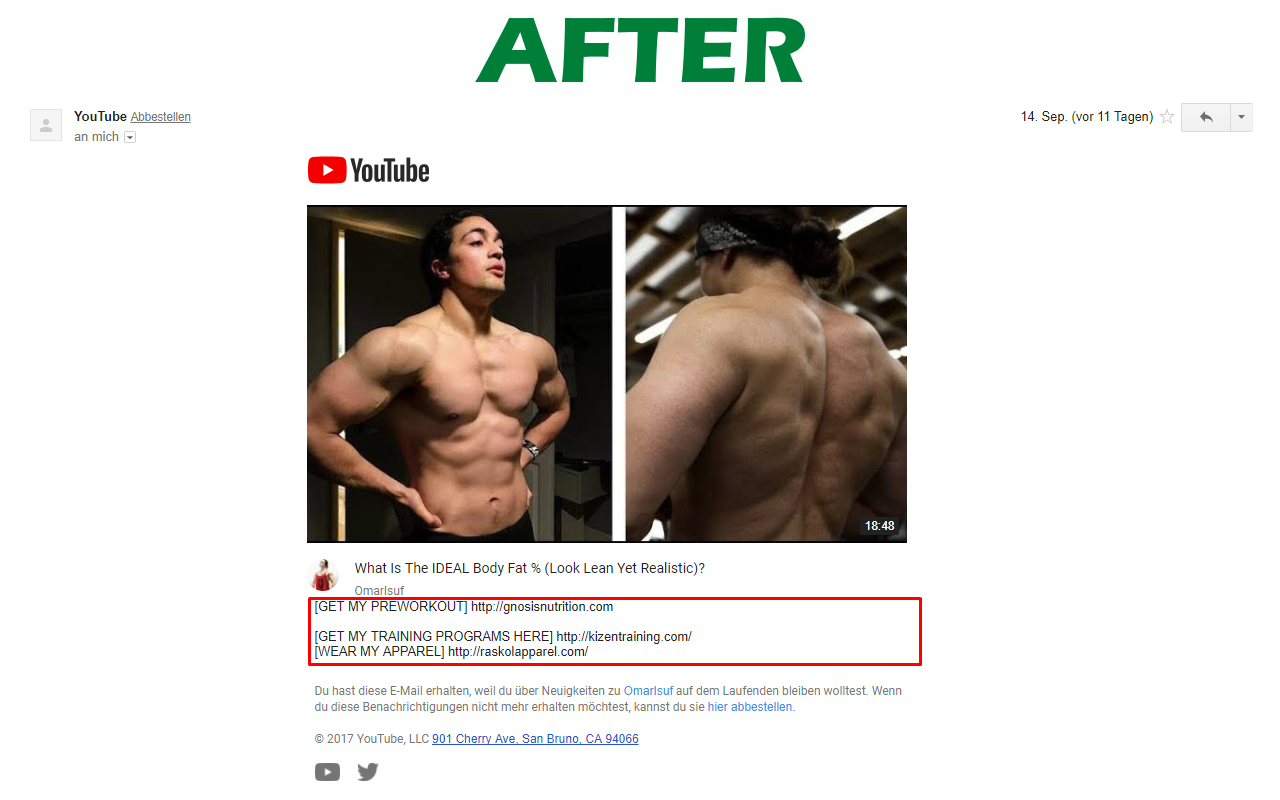 AFTER
YouTube Abbestellen
14. Sep. (vor 11 Tagen)
an mich
YouTube
18:48
What Is The IDEAL Body Fat % (Look Lean Yet Realistic)?
OmarIsuf
[GET MY PREWORKOUT] http://gnosisnutrition.com
[GET MY TRAINING PROGRAMS HERE] http://kizentraining.com/
[WEAR MY APPAREL] http://raskolapparel.com/
Du hast diese E-Mail erhalten, weil du über Neuigkeiten zu OmarIsuf auf dem Laufenden bleiben wolltest. Wenn
du diese Benachrichtigungen nicht mehr erhalten möchtest, kannst du sie hier abbestellen.
© 2017 YouTube, LLC 901 Cherry Ave, San Bruno, CA 94066